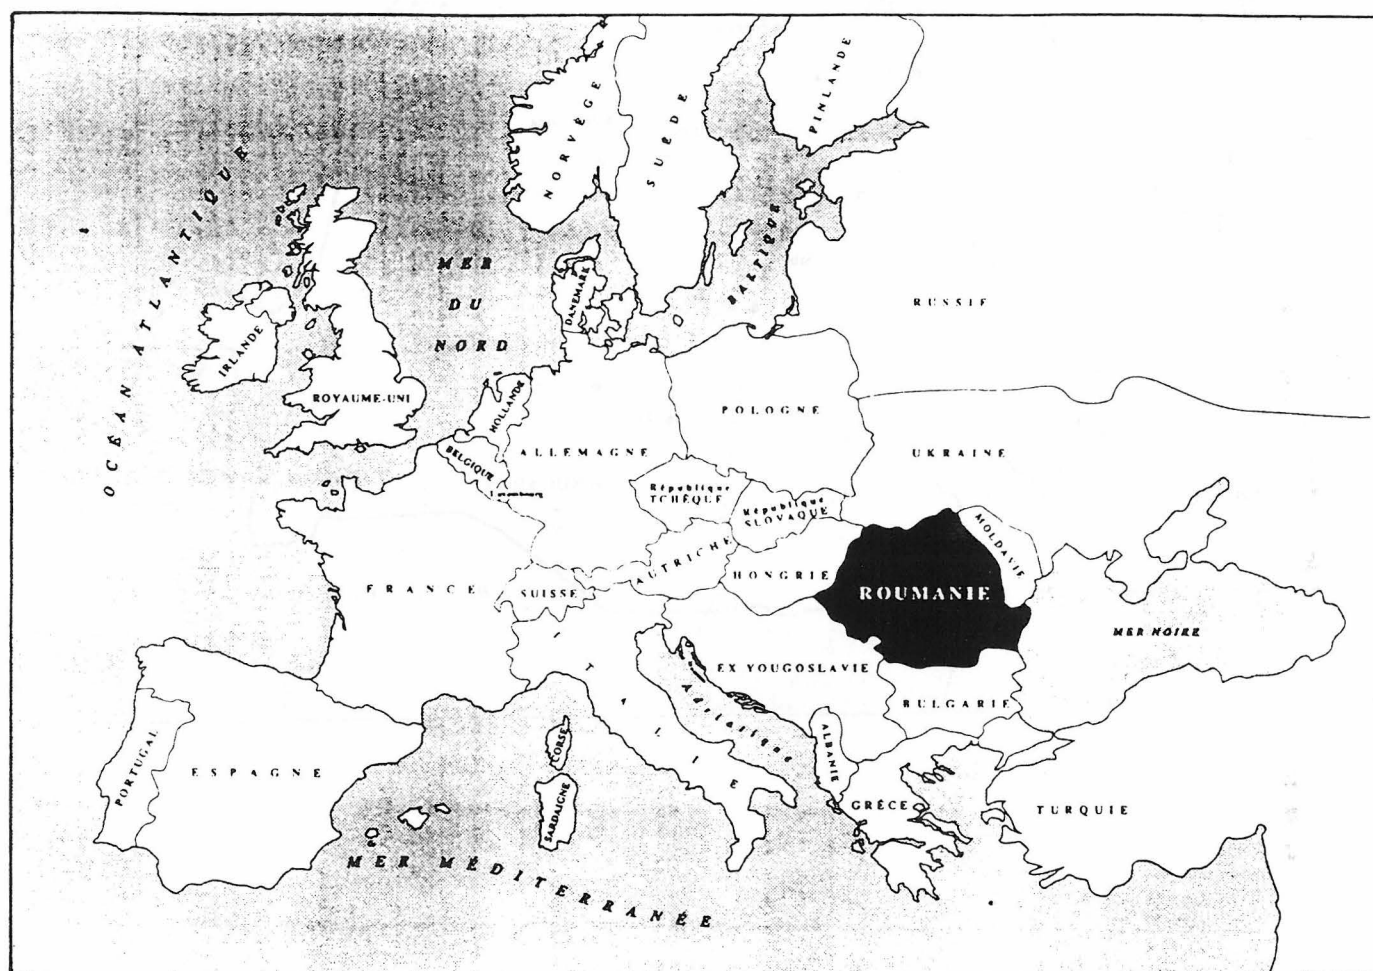 NORVÈGE
SUÈDE
FINLANDE
OCÉAN ATLANTIQUE
MER
DU
NORD
BALTIQUE
DANEMARK
RUSSIE
IRLANDE
ROYAUME-UNI
HOLLANDE
POLOGNE
BELGIQUE
ALLEMAGNE
UKRAINE
Luxembourg
République
TCHÈQUE
République
SLOVAQUE
MOLDAVIE
AUTRICHE
HONGRIE
FRANCE
SUISSE
ROUMANIE
MER NOIRE
ITALIE
EX YOUGOSLAVIE
Adriatique
BULGARIE
PORTUGAL
ESPAGNE
CORSE
ALBANIE
SARDAIGNE
GRÈCE
TURQUIE
MER MÉDITERRANÉE